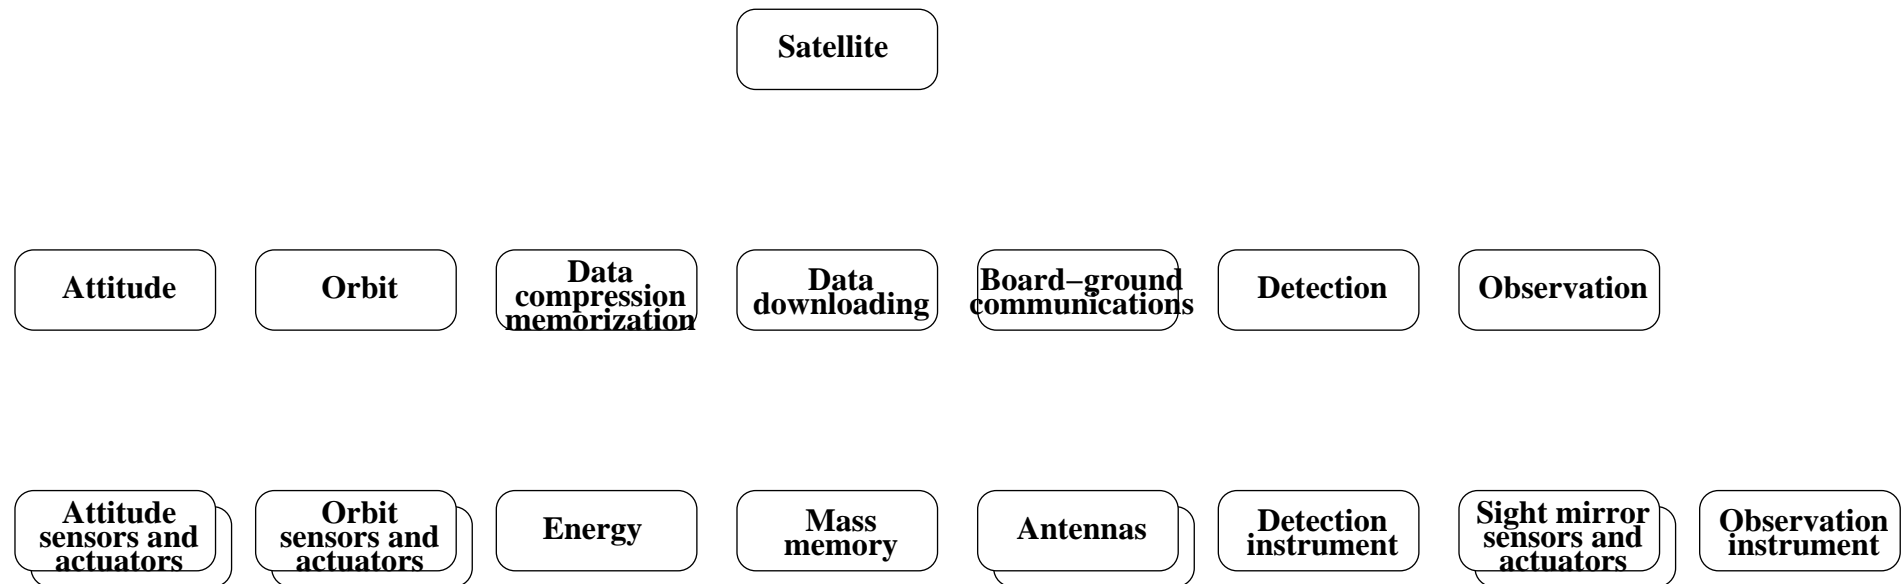 Satellite
Attitude
Orbit
Data
compression
memorization
Data
downloading
Board−ground
communications
Detection
Observation
Attitude
sensors and
actuators
Orbit
sensors and
actuators
Energy
Mass
memory
Antennas
Detection
instrument
Sight mirror
sensors and
actuators
Observation
instrument